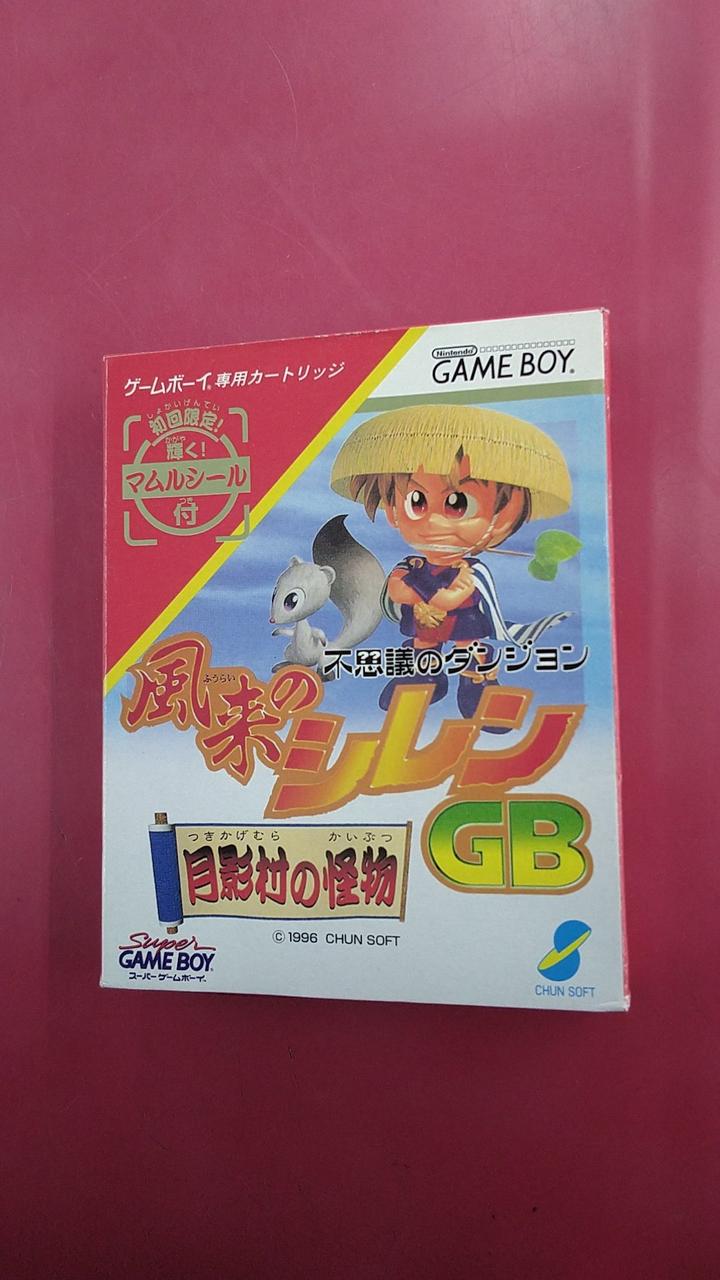 Nintendo
GAME BOY
ゲームボーイ専用カートリッジ
しょかいげんてい
初回限定!
かがや
輝く!
マムルシール
つき
付
不思議のダンジョン
風来の
ふうらい
シレン
GB
つきかげむら かいぶつ
月影村の怪物
© 1996 CHUN SOFT
Super
GAME BOY
スーパーゲームボーイ
CHUN SOFT